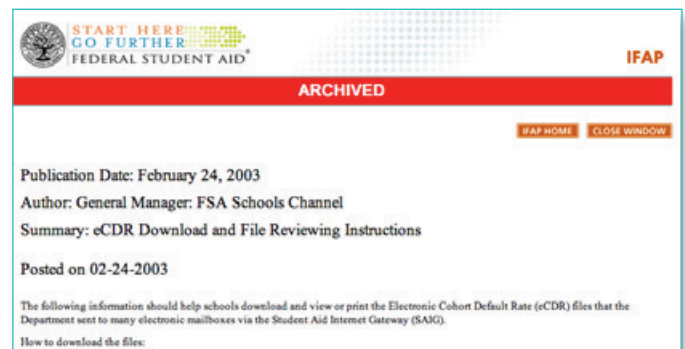 START HERE
GO FURTHER
FEDERAL STUDENT AID®
IFAP
ARCHIVED
IFAP HOME CLOSE WINDOW
Publication Date: February 24, 2003
Author: General Manager: FSA Schools Channel
Summary: eCDR Download and File Reviewing Instructions
Posted on 02-24-2003
The following information should help schools download and view or print the Electronic Cohort Default Rate (eCDR) files that the
Department sent to many electronic mailboxes via the Student Aid Internet Gateway (SAIG).
How to download the files: